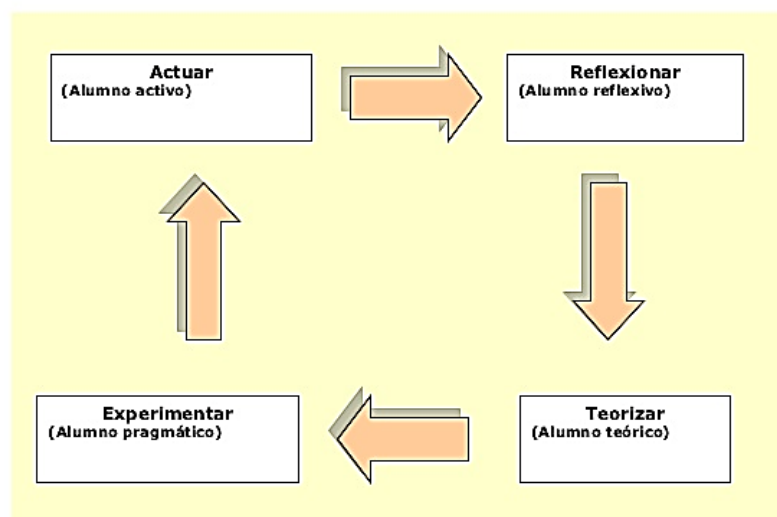 Actuar
(Alumno activo)
Reflexionar
(Alumno reflexivo)
Experimentar
(Alumno pragmático)
Teorizar
(Alumno teórico)